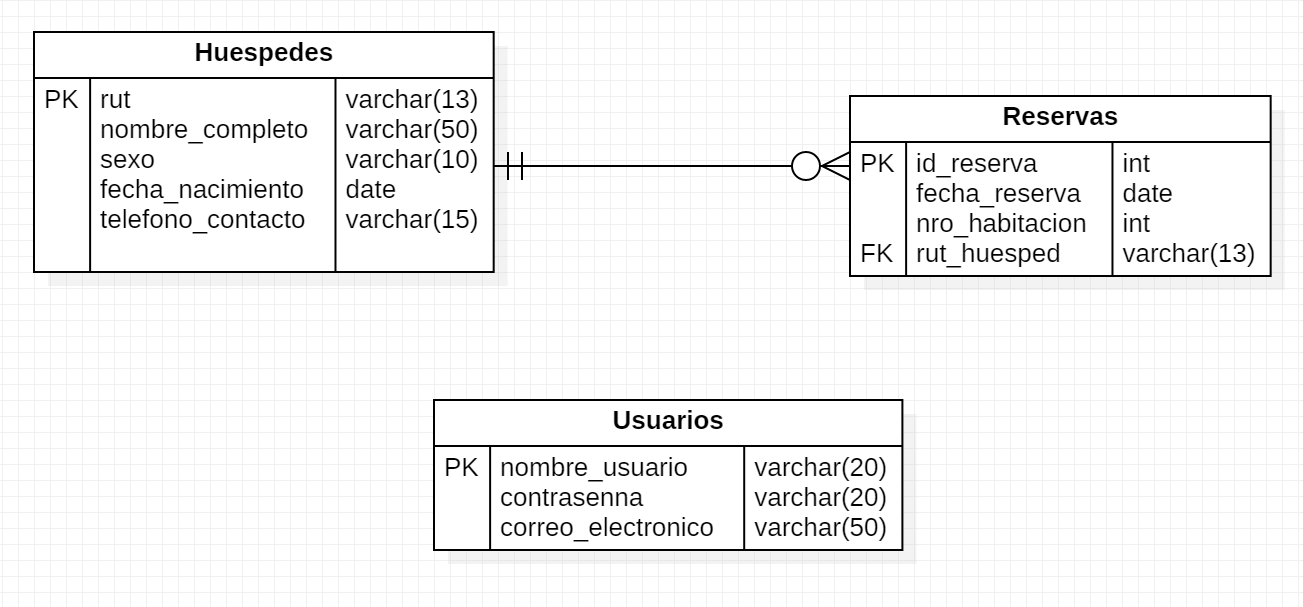 Huespedes
PK rut varchar(13)
nombre_completo varchar(50)
sexo varchar(10)
fecha_nacimiento date
telefono_contacto varchar(15)
Reservas
PK id_reserva int
fecha_reserva date
nro_habitacion int
FK rut_huesped varchar(13)
Usuarios
PK nombre_usuario varchar(20)
contrasenna varchar(20)
correo_electronico varchar(50)